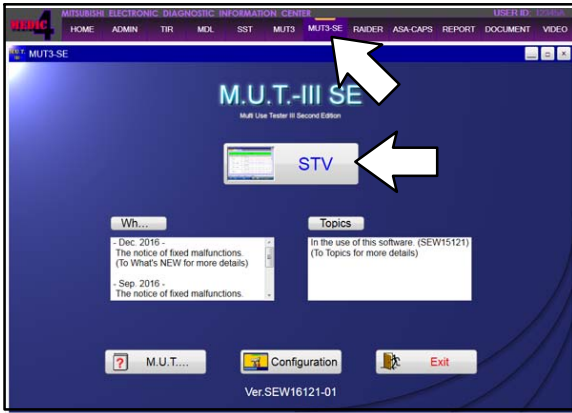 MEDIC 4
MITSUBISHI ELECTRONIC DIAGNOSTIC INFORMATION CENTER
USER ID: 12345A
HOME ADMIN TIR MDL SST MUT3 MUT3-SE RAIDER ASA-CAPS REPORT DOCUMENT VIDEO
MUT3-SE
M.U.T.-III SE
Multi Use Tester III Second Edition
STV
Wh...
- Dec. 2016 -
The notice of fixed malfunctions.
(To What's NEW for more details)
- Sep. 2016 -
The notice of fixed malfunctions.
Topics
In the use of this software. (SEW15121)
(To Topics for more details)
M.U.T....
Configuration
Exit
Ver.SEW16121-01